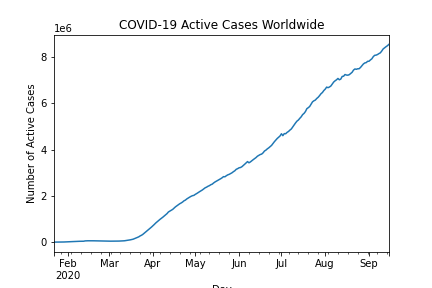 COVID-19 Active Cases Worldwide
1e6
8
6
4
2
0
Number of Active Cases
Feb Mar Apr May Jun Jul Aug Sep
2020